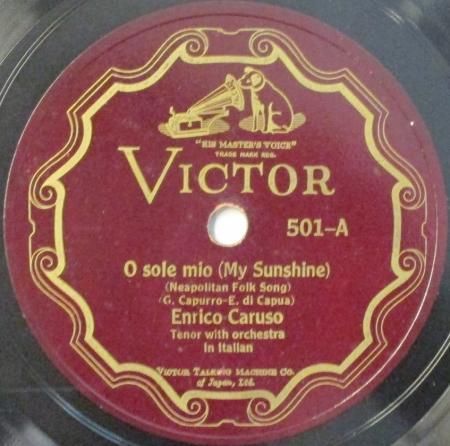 "HIS MASTER'S VOICE"
TRADE MARK REG.
VICTOR
501-A
O sole mio (My Sunshine)
(Neapolitan Folk Song)
(G. Capurro-E. di Capua)
Enrico Caruso
Tenor with orchestra
In Italian
VICTOR TALKING MACHINE CO.
of Japan, Ltd.